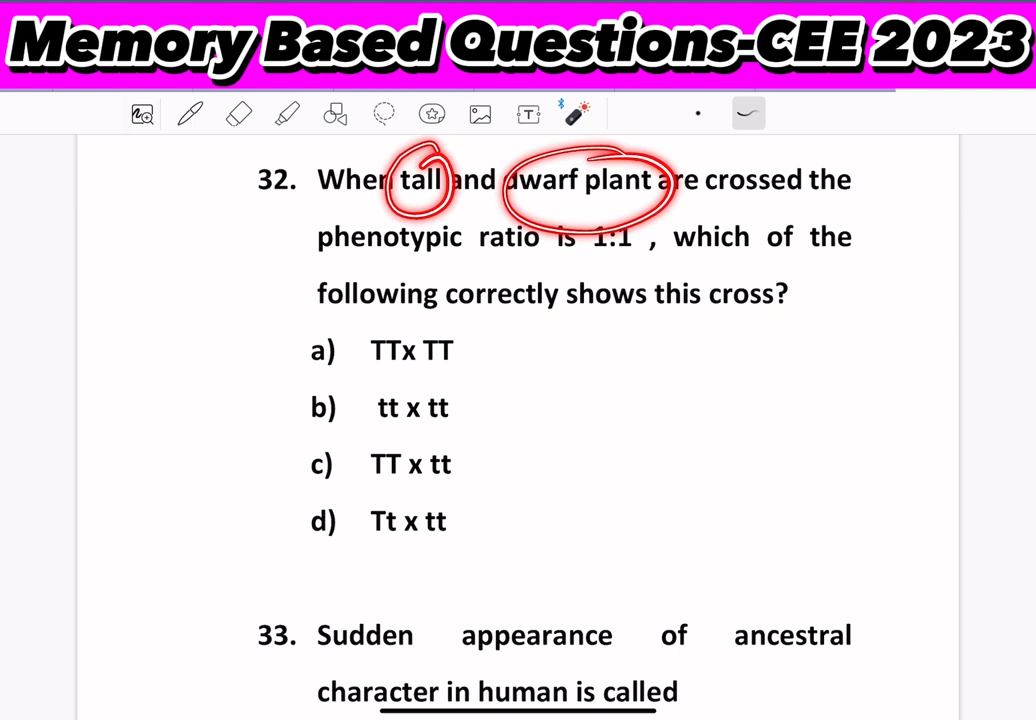 Memory Based Questions-CEE 2023
32. When tall and dwarf plant are crossed the
phenotypic ratio is 1:1 , which of the
following correctly shows this cross?
a) TTx TT
b) tt x tt
c) TT x tt
d) Tt x tt
33. Sudden appearance of ancestral
character in human is called